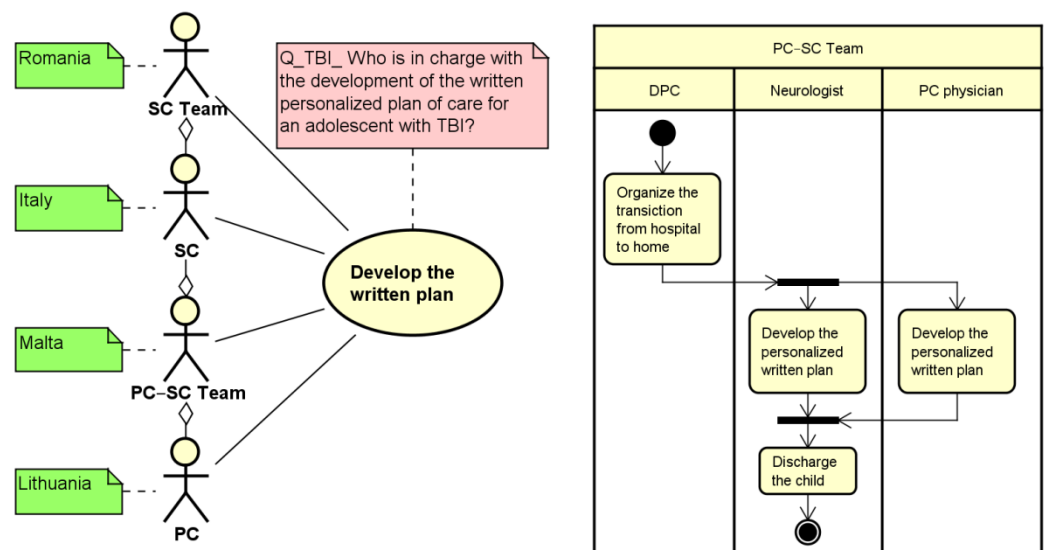 Romania
SC Team
Q_TBI_ Who is in charge with
the development of the written
personalized plan of care for
an adolescent with TBI?
Italy
SC
Develop the
written plan
Malta
PC–SC Team
Lithuania
PC
PC–SC Team
DPC
Neurologist
PC physician
Organize the
transiction
from hospital
to home
Develop the
personalized
written plan
Develop the
personalized
written plan
Discharge
the child